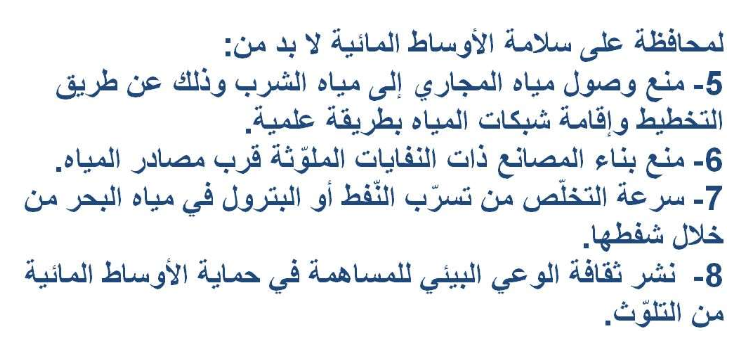 لمحافظة على سلامة الأوساط المائية لا بد من:
5- منع وصول مياه المجاري إلى مياه الشرب وذلك عن طريق
التخطيط وإقامة شبكات المياه بطريقة علمية.
6- منع بناء المصانع ذات النفايات الملوّثة قرب مصادر المياه.
7- سرعة التخلّص من تسرّب النّفط أو البترول في مياه البحر من
خلال شفطها.
8- نشر ثقافة الوعي البيئي للمساهمة في حماية الأوساط المائية
من التلوّث.